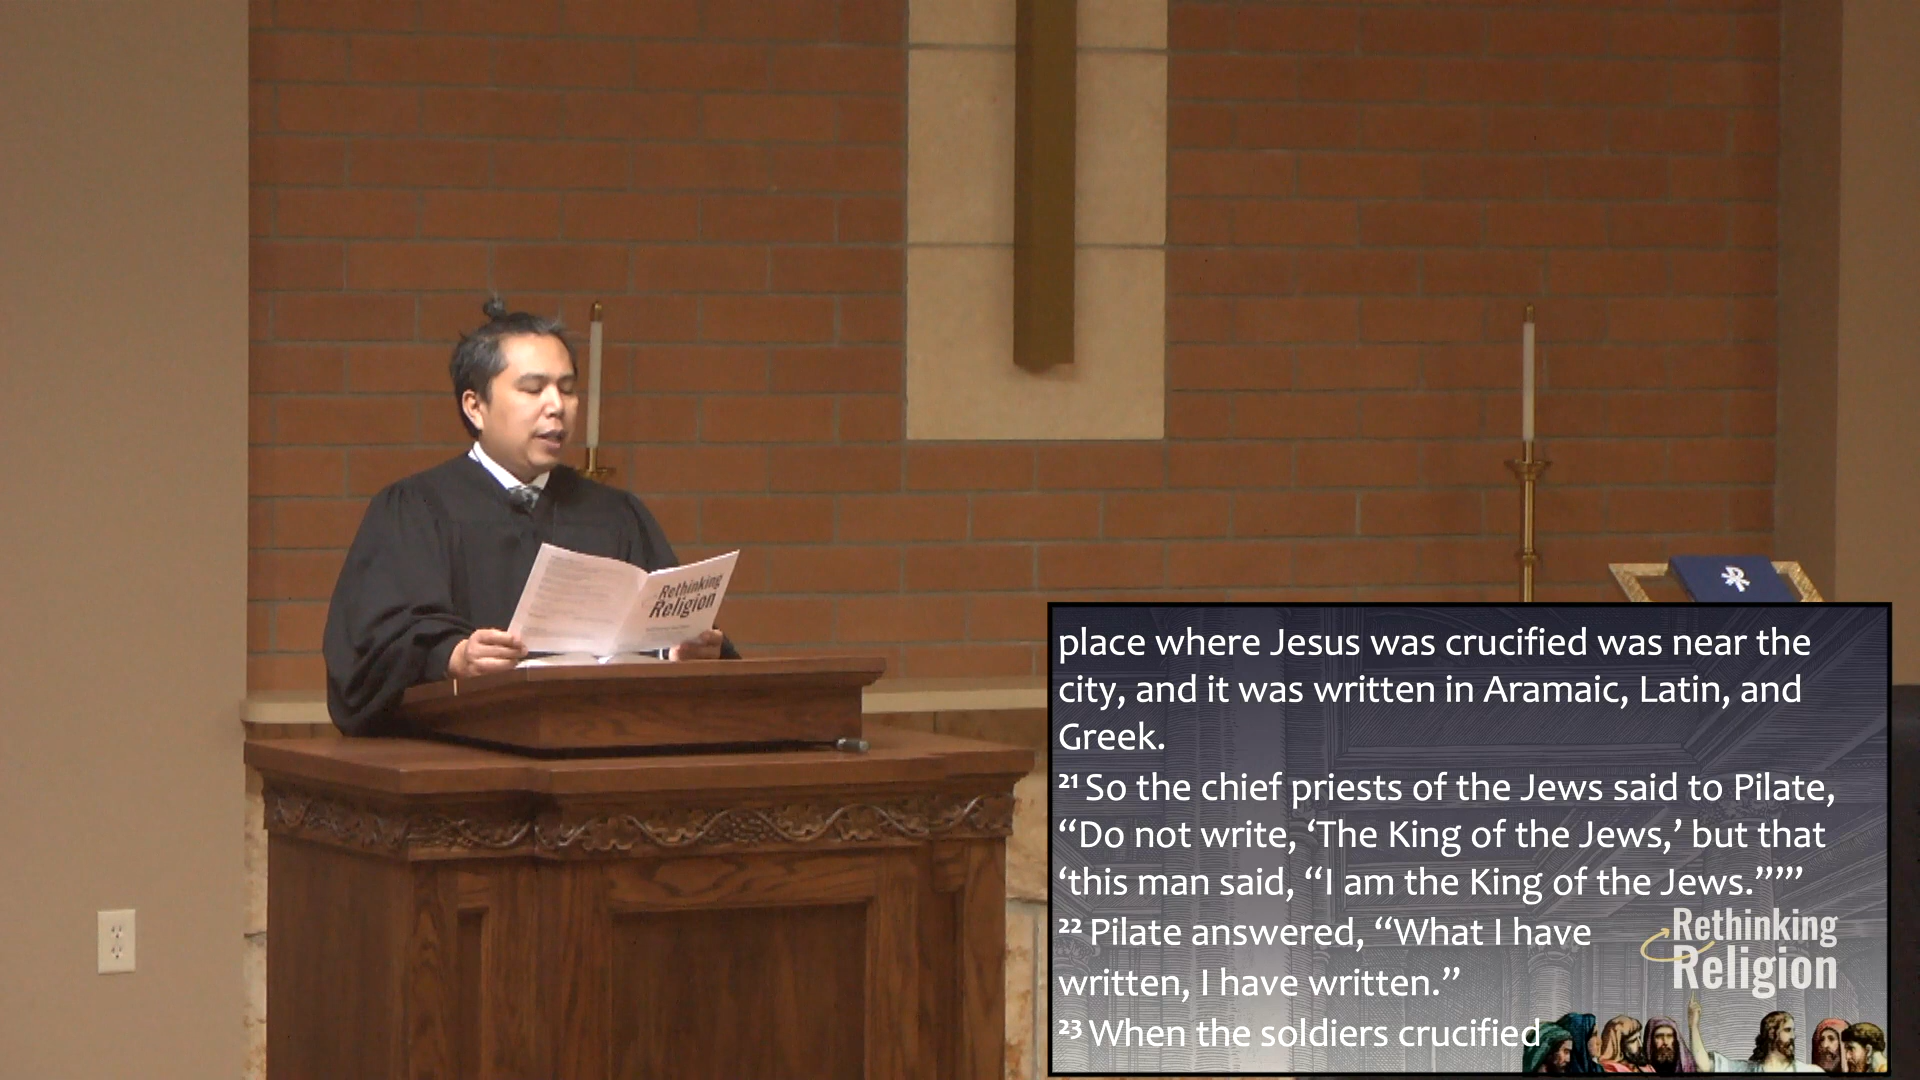 Rethinking
Religion
place where Jesus was crucified was near the
city, and it was written in Aramaic, Latin, and
Greek.
21 So the chief priests of the Jews said to Pilate,
“Do not write, ‘The King of the Jews,’ but that
‘this man said, “I am the King of the Jews.”’”
22 Pilate answered, “What I have
written, I have written.”
23 When the soldiers crucified
Rethinking
Religion